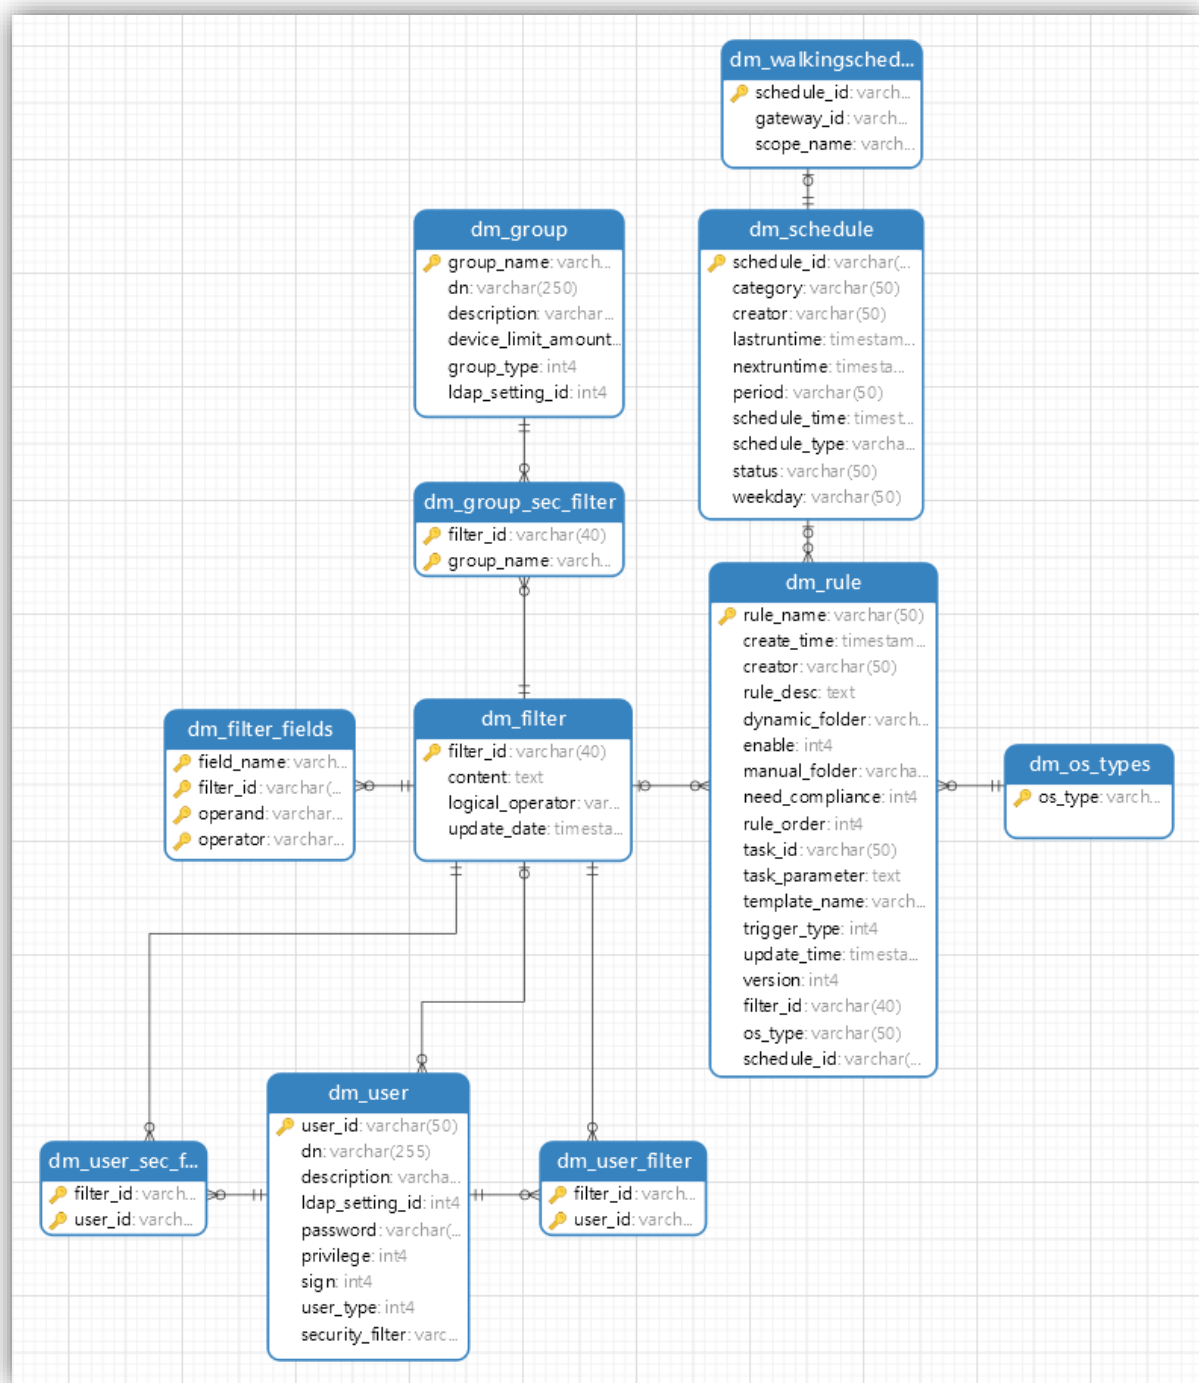 dm_walkingsched...
schedule_id: varch...
gateway_id: varch...
scope_name: varch...
dm_group
group_name: varch...
dn: varchar(250)
description: varchar...
device_limit_amount...
group_type: int4
ldap_setting_id: int4
dm_schedule
schedule_id: varchar(...
category: varchar(50)
creator: varchar(50)
lastruntime: timestam...
nextruntime: timesta...
period: varchar(50)
schedule_time: timest...
schedule_type: varcha...
status: varchar(50)
weekday: varchar(50)
dm_group_sec_filter
filter_id: varchar(40)
group_name: varch...
dm_rule
rule_name: varchar(50)
create_time: timestam...
creator: varchar(50)
rule_desc: text
dynamic_folder: varch...
enable: int4
manual_folder: varcha...
need_compliance: int4
rule_order: int4
task_id: varchar(50)
task_parameter: text
template_name: varch...
trigger_type: int4
update_time: timesta...
version: int4
filter_id: varchar(40)
os_type: varchar(50)
schedule_id: varchar(...
dm_filter_fields
field_name: varch...
filter_id: varchar(...
operand: varchar...
operator: varchar...
dm_filter
filter_id: varchar(40)
content: text
logical_operator: var...
update_date: timesta...
dm_os_types
os_type: varch...
dm_user_sec_f...
filter_id: varch...
user_id: varch...
dm_user
user_id: varchar(50)
dn: varchar(255)
description: varcha...
ldap_setting_id: int4
password: varchar(...
privilege: int4
sign: int4
user_type: int4
security_filter: varc...
dm_user_filter
filter_id: varch...
user_id: varch...